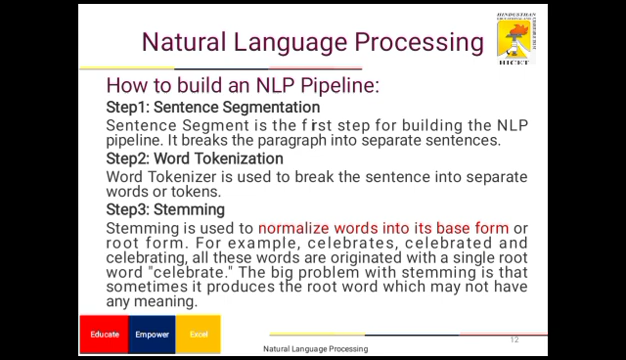 Natural Language Processing
HICET
How to build an NLP Pipeline:
Step1: Sentence Segmentation
Sentence Segment is the first step for building the NLP
pipeline. It breaks the paragraph into separate sentences.
Step2: Word Tokenization
Word Tokenizer is used to break the sentence into separate
words or tokens.
Step3: Stemming
Stemming is used to normalize words into its base form or
root form. For example, celebrates, celebrated and
celebrating, all these words are originated with a single root
word "celebrate." The big problem with stemming is that
sometimes it produces the root word which may not have
any meaning.
Educate Empower Excel
Natural Language Processing
12